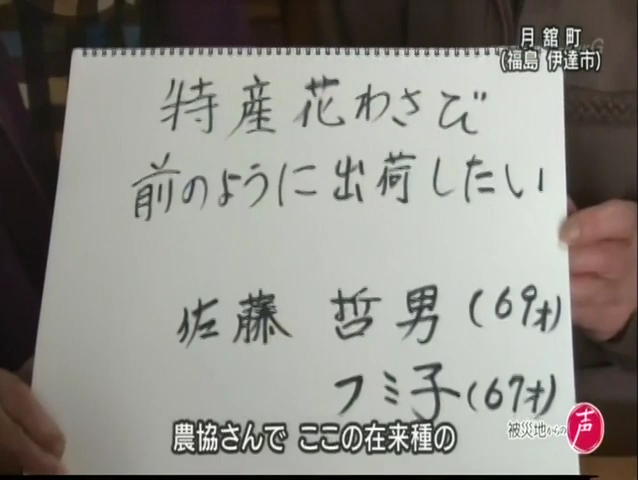 月舘町
(福島 伊達市)
特産花わさび
前のように出荷したい
佐藤 哲男(69才)
フミ子(67才)
農協さんで ここの在来種の
被災地からの声